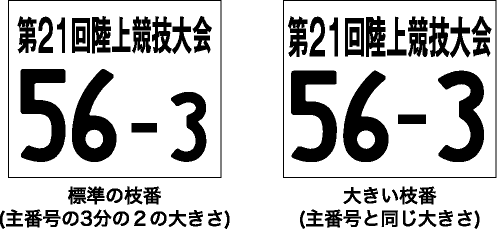 第21回陸上競技大会
56-3
標準の枝番
(主番号の3分の２の大きさ)
第21回陸上競技大会
56-3
大きい枝番
(主番号と同じ大きさ)